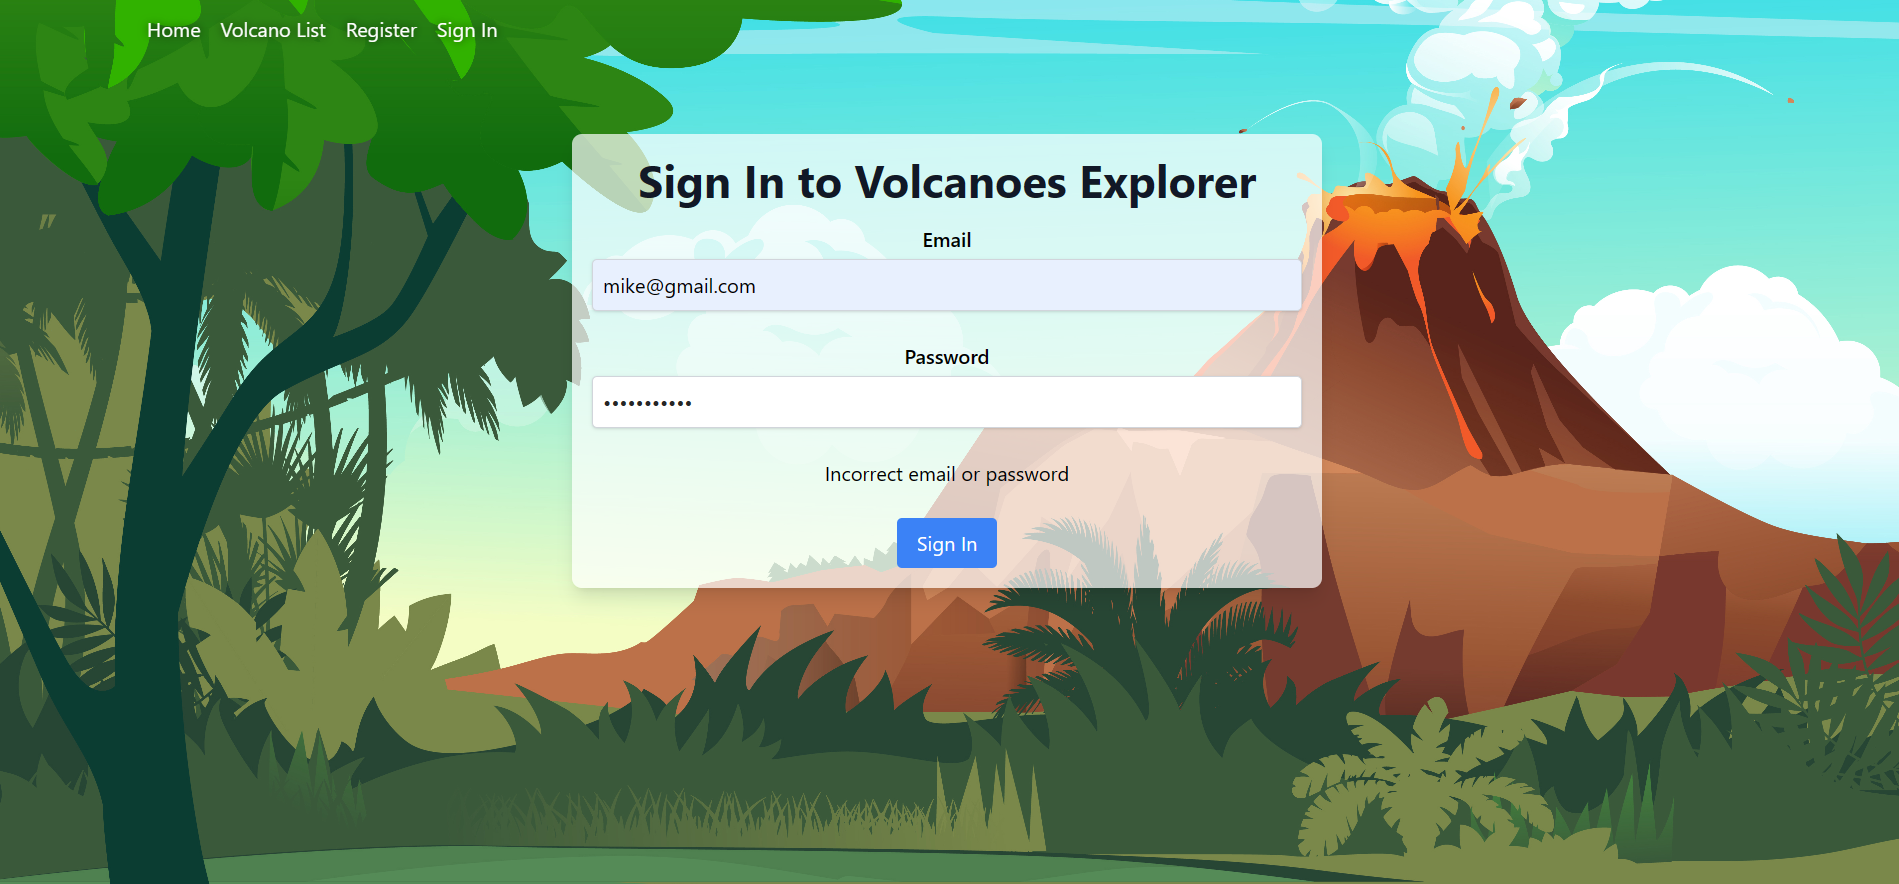 Home Volcano List Register Sign In
Sign In to Volcanoes Explorer
Email
mike@gmail.com
Password
•••••••••••
Incorrect email or password
Sign In